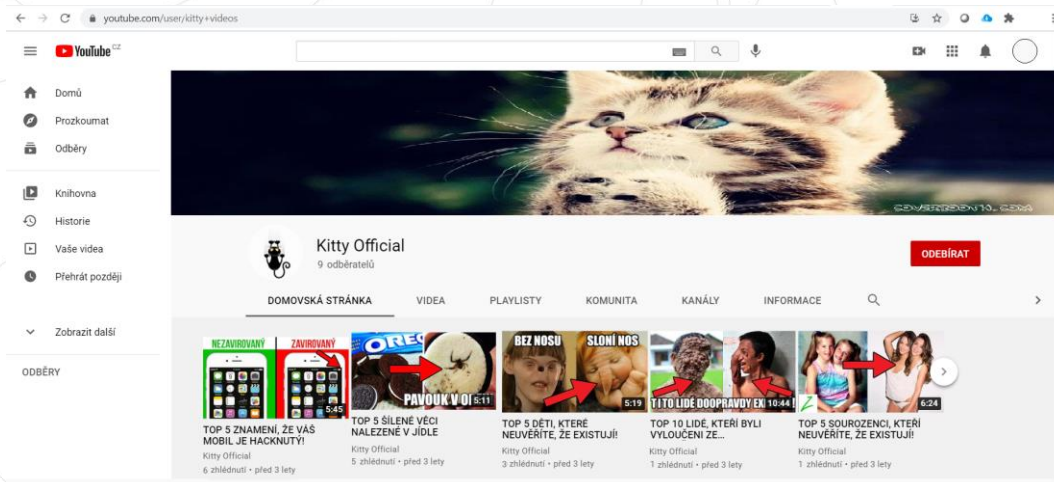 youtube.com/user/kitty+videos
YouTube CZ
Domů
Prozkoumat
Odběry
Knihovna
Historie
Vaše videa
Přehrát později
Zobrazit další
ODBĚRY
COVERJUNCTION.COM
Kitty Official
9 odběratelů
ODEBÍRAT
DOMOVSKÁ STRÁNKA VIDEA PLAYLISTY KOMUNITA KANÁLY INFORMACE
NEZAVIROVANÝ ZAVIROVANÝ
5:45
TOP 5 ZNAMENÍ, ŽE VÁŠ
MOBIL JE HACKNUTÝ!
Kitty Official
6 zhlédnutí • před 3 lety
OREO
PAVOUK V O
5:11
TOP 5 ŠÍLENÉ VĚCI
NALEZENÉ V JÍDLE
Kitty Official
5 zhlédnutí • před 3 lety
BEZ NOSU SLONÍ NOS
5:19
TOP 5 DĚTI, KTERÉ
NEUVĚŘÍTE, ŽE EXISTUJÍ!
Kitty Official
3 zhlédnutí • před 3 lety
TITO LIDÉ DOOPRAVDY EX !
10:44
TOP 10 LIDÉ, KTEŘÍ BYLI
VYLOUČENI ZE...
Kitty Official
1 zhlédnutí • před 3 lety
6:24
TOP 5 SOUROZENCI, KTEŘÍ
NEUVĚŘÍTE, ŽE EXISTUJÍ!
Kitty Official
1 zhlédnutí • před 3 lety